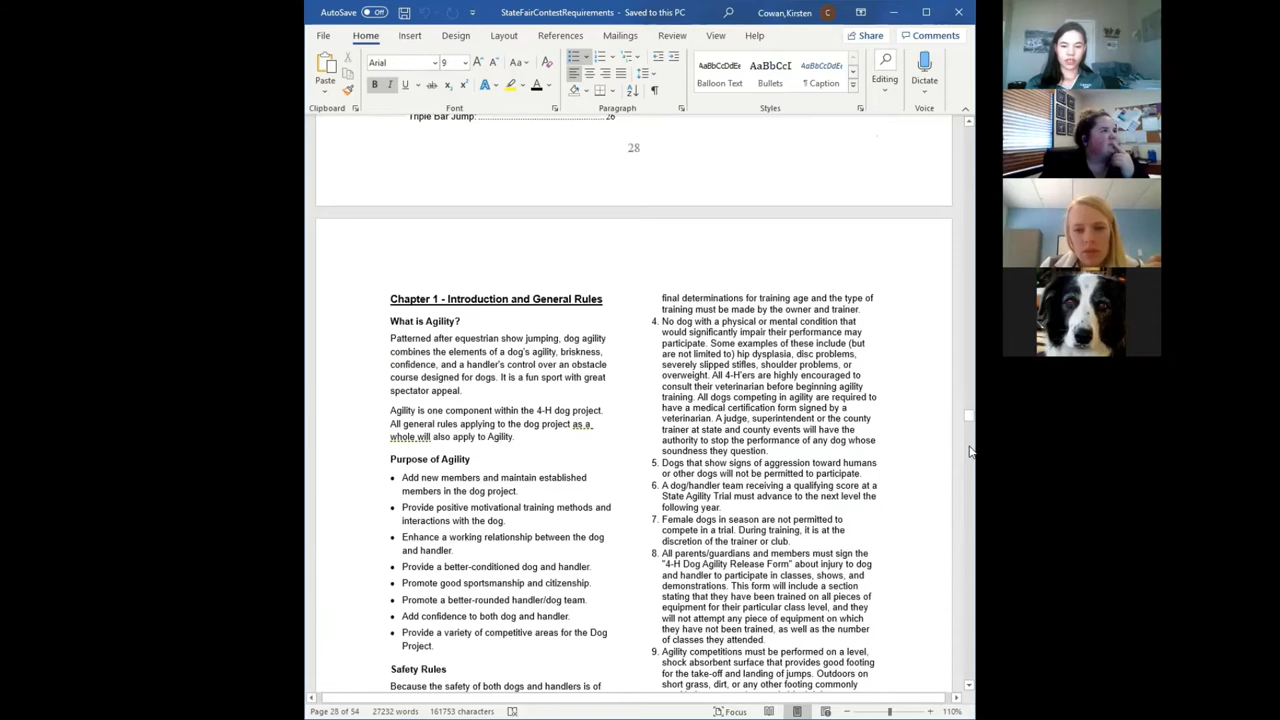 AutoSave Off StateFairContestRequirements - Saved to this PC Cowan,Kirsten C
File Home Insert Draw Design Layout References Mailings Review View Help Share Comments
Paste Arial 9 AaBbCcDdEe AaBbCcI AaBbCcDdEe Editing Dictate
Balloon Text Bullets ¶ Caption
Clipboard Font Paragraph Styles Voice
Triple Bar Jump: 26
28
Chapter 1 - Introduction and General Rules
What is Agility?
Patterned after equestrian show jumping, dog agility
combines the elements of a dog's agility, briskness,
confidence, and a handler's control over an obstacle
course designed for dogs. It is a fun sport with great
spectator appeal.
Agility is one component within the 4-H dog project.
All general rules applying to the dog project as a
whole will also apply to Agility.
Purpose of Agility
• Add new members and maintain established
members in the dog project.
• Provide positive motivational training methods and
interactions with the dog.
• Enhance a working relationship between the dog
and handler.
• Provide a better-conditioned dog and handler.
• Promote good sportsmanship and citizenship.
• Promote a better-rounded handler/dog team.
• Add confidence to both dog and handler.
• Provide a variety of competitive areas for the Dog
Project.
Safety Rules
Because the safety of both dogs and handlers is of
final determinations for training age and the type of
training must be made by the owner and trainer.
4. No dog with a physical or mental condition that
would significantly impair their performance may
participate. Some examples of these include (but
are not limited to) hip dysplasia, disc problems,
severely slipped stifles, shoulder problems, or
overweight. All 4-H'ers are highly encouraged to
consult their veterinarian before beginning agility
training. All dogs competing in agility are required to
have a medical certification form signed by a
veterinarian. A judge, superintendent or the county
trainer at state and county events will have the
authority to stop the performance of any dog whose
soundness they question.
5. Dogs that show signs of aggression toward humans
or other dogs will not be permitted to participate.
6. A dog/handler team receiving a qualifying score at a
State Agility Trial must advance to the next level the
following year.
7. Female dogs in season are not permitted to
compete in a trial. During training, it is at the
discretion of the trainer or club.
8. All parents/guardians and members must sign the
"4-H Dog Agility Release Form" about injury to dog
and handler to participate in classes, shows, and
demonstrations. This form will include a section
stating that they have been trained on all pieces of
equipment for their particular class level, and they
will not attempt any piece of equipment on which
they have not been trained, as well as the number
of classes they attended.
9. Agility competitions must be performed on a level,
shock absorbent surface that provides good footing
for the take-off and landing of jumps. Outdoors on
short grass, dirt, or any other footing commonly
Page 28 of 54 27232 words 161753 characters Focus 110%